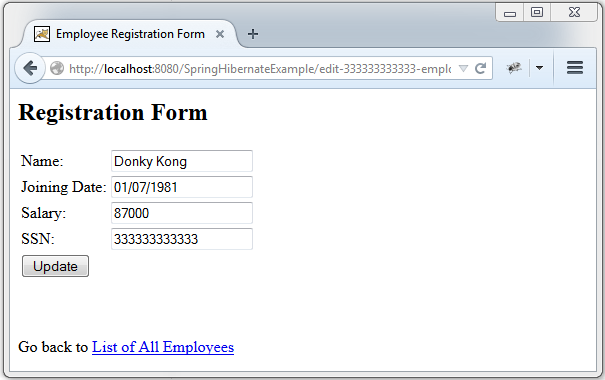 Employee Registration Form
http://localhost:8080/SpringHibernateExample/edit-333333333333-emplo
Registration Form
Name: Donky Kong
Joining Date: 01/07/1981
Salary: 87000
SSN: 333333333333
Update
Go back to List of All Employees